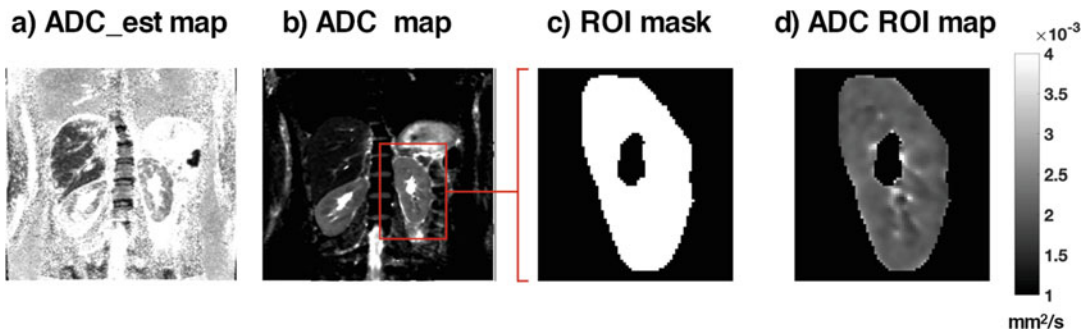 a) ADC_est map
b) ADC map
c) ROI mask
d) ADC ROI map
×10⁻³
4
3.5
3
2.5
2
1.5
1
mm²/s